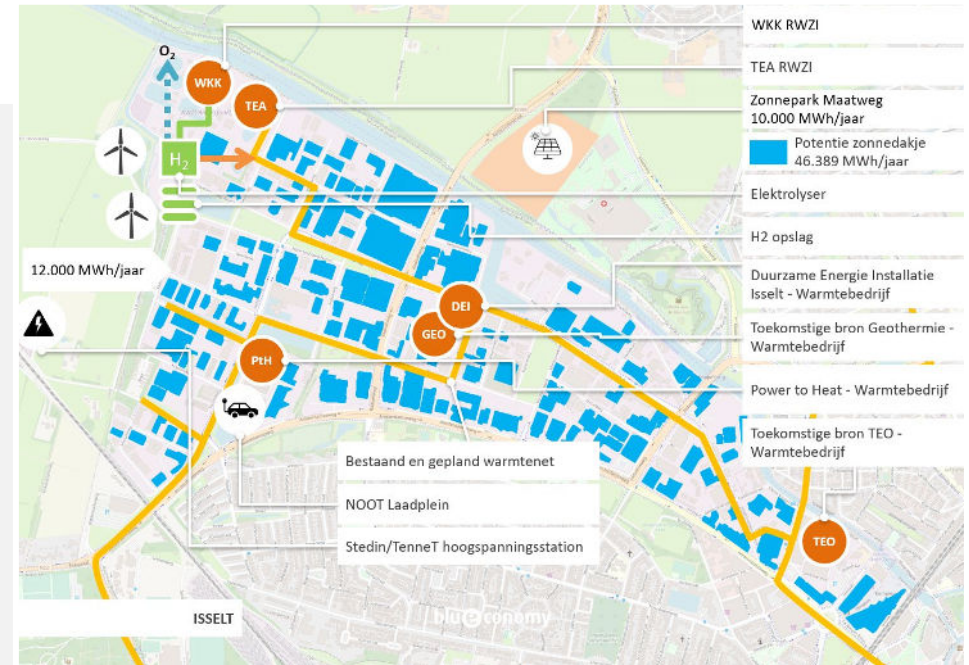 O2
WKK
TEA
H2
12.000 MWh/jaar
DEI
GEO
PtH
TEO
WKK RWZI
TEA RWZI
Zonnepark Maatweg
10.000 MWh/jaar
Potentie zonnedakje
46.389 MWh/jaar
Elektrolyser
H2 opslag
Duurzame Energie Installatie
Isselt - Warmtebedrijf
Toekomstige bron Geothermie -
Warmtebedrijf
Power to Heat - Warmtebedrijf
Toekomstige bron TEO -
Warmtebedrijf
Bestaand en gepland warmtenet
NOOT Laadplein
Stedin/TenneT hoogspanningsstation
ISSELT
blueconomy